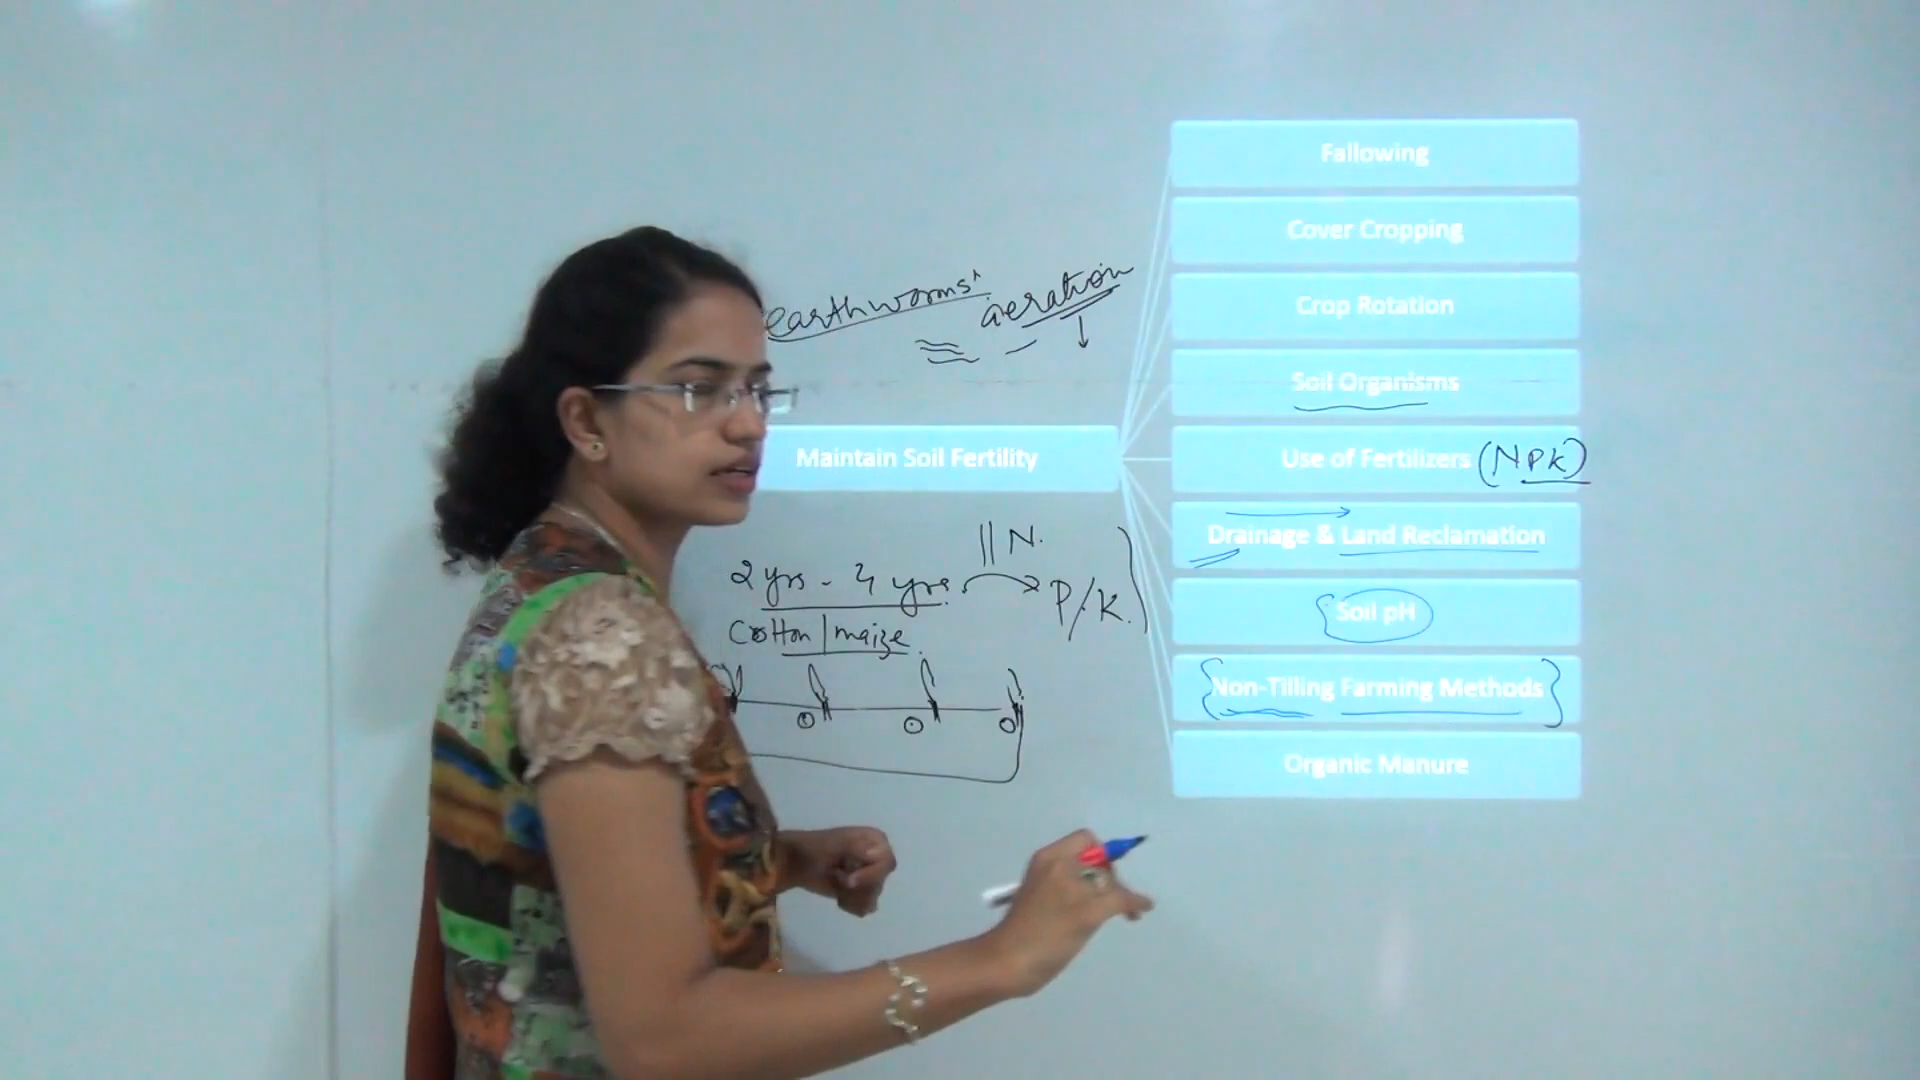 earthworms
aeration
Maintain Soil Fertility
2 yrs - 4 yrs
N.
P/K.
Cotton | maize
Fallowing
Cover Cropping
Crop Rotation
Soil Organisms
Use of Fertilizers (NPK)
Drainage & Land Reclamation
Soil pH
Non-Tilling Farming Methods
Organic Manure